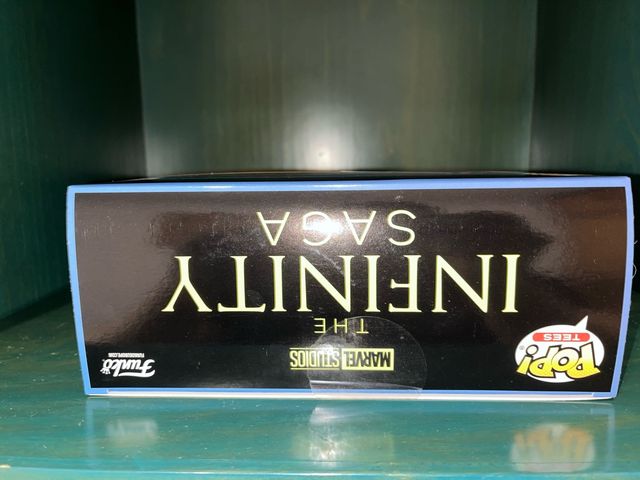 MARVEL STUDIOS
THE
INFINITY
SAGA
POP!
TEES
Funko
FUNKOSHOP.COM